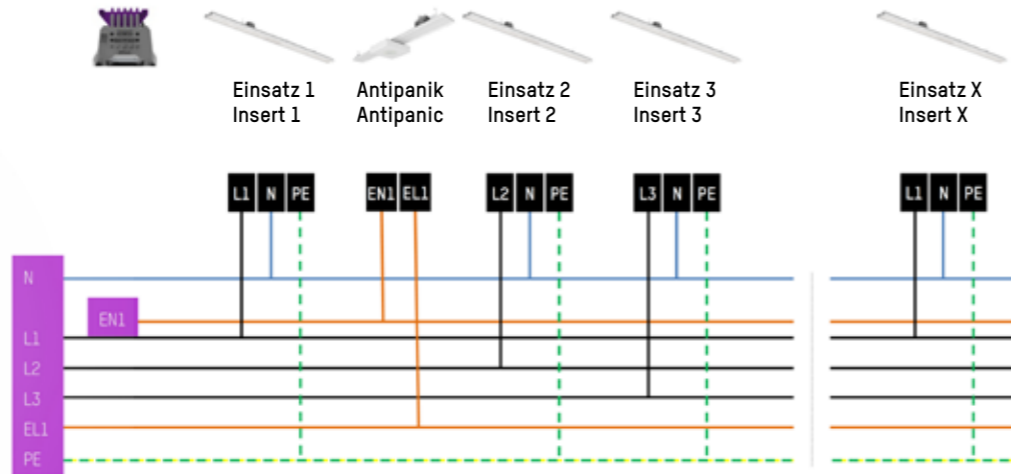 Einsatz 1
Insert 1
Antipanik
Antipanic
Einsatz 2
Insert 2
Einsatz 3
Insert 3
Einsatz X
Insert X
L1 N PE
EN1 EL1
L2 N PE
L3 N PE
L1 N PE
N
EN1
L1
L2
L3
EL1
PE